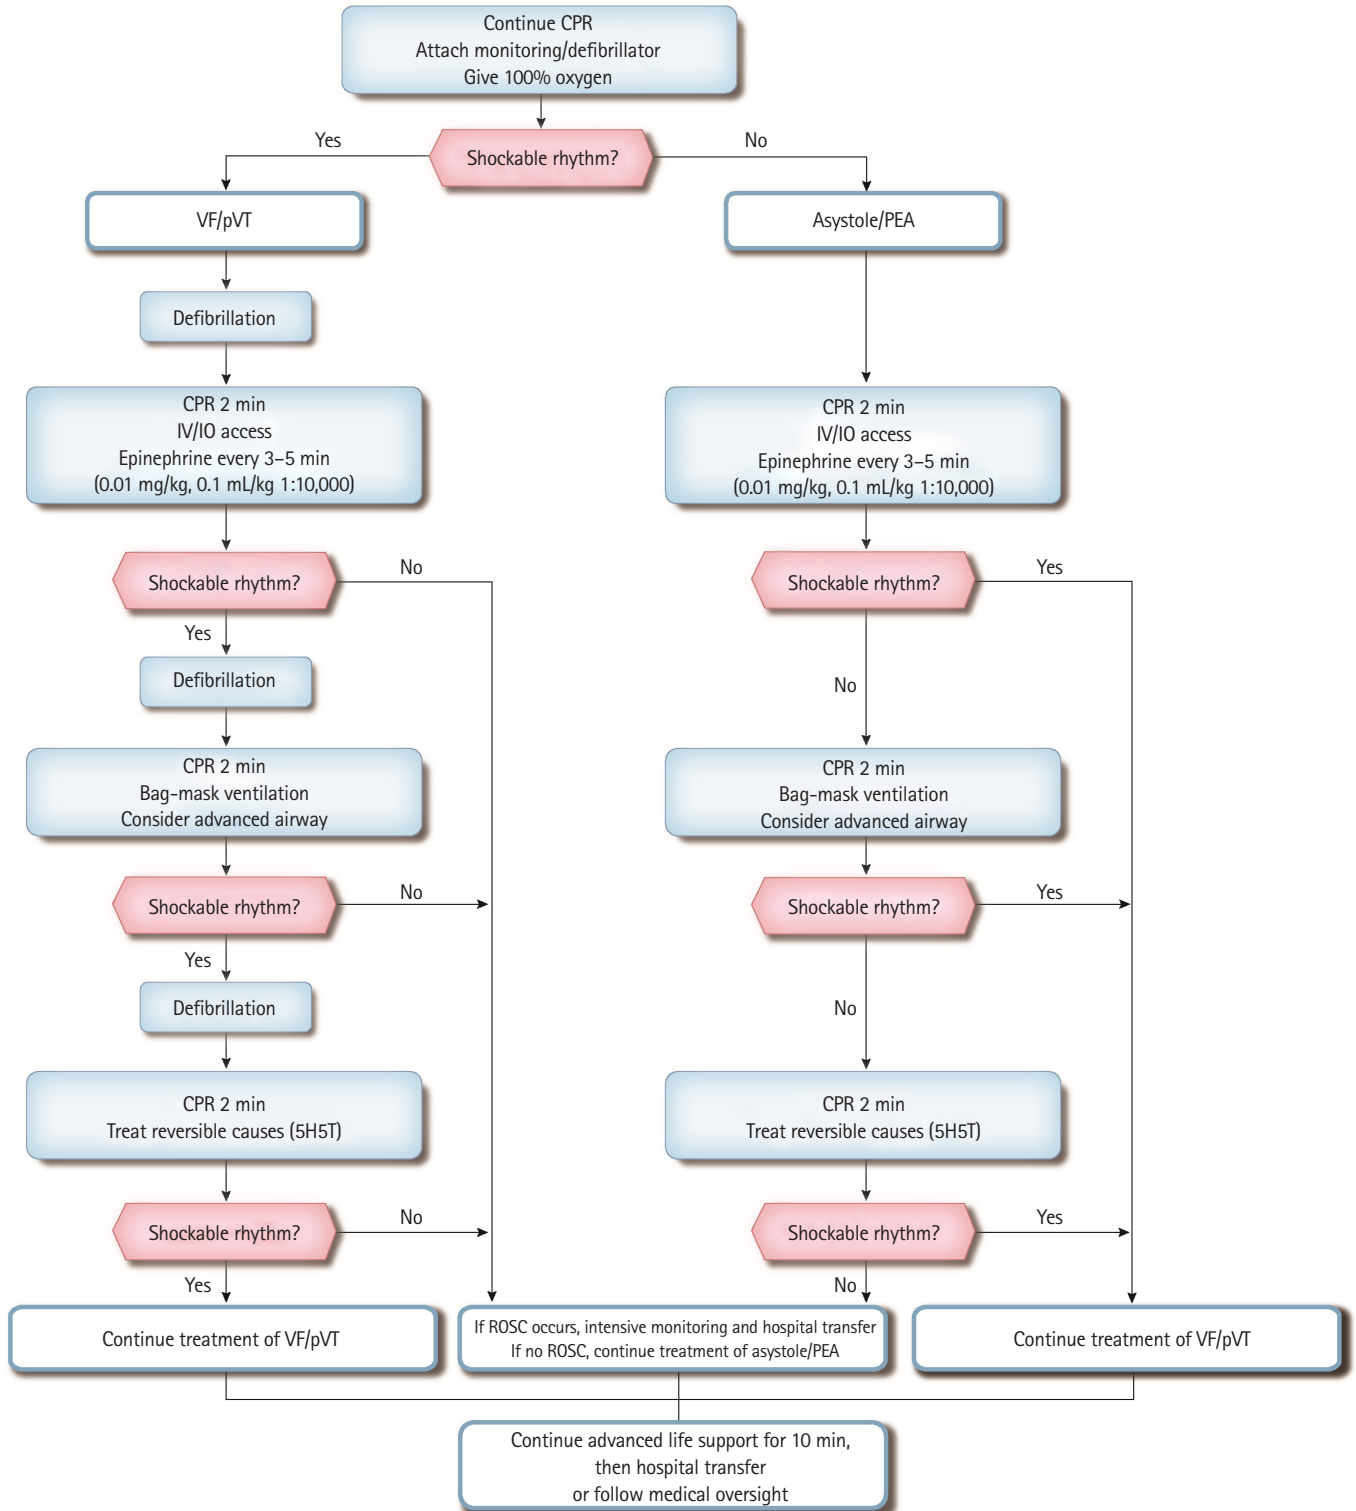 Continue CPR
Attach monitoring/defibrillator
Give 100% oxygen
Shockable rhythm?
Yes
No
VF/pVT
Asystole/PEA
Defibrillation
CPR 2 min
IV/IO access
Epinephrine every 3–5 min
(0.01 mg/kg, 0.1 mL/kg 1:10,000)
CPR 2 min
IV/IO access
Epinephrine every 3–5 min
(0.01 mg/kg, 0.1 mL/kg 1:10,000)
Shockable rhythm?
No
Yes
Shockable rhythm?
Yes
No
Defibrillation
CPR 2 min
Bag-mask ventilation
Consider advanced airway
CPR 2 min
Bag-mask ventilation
Consider advanced airway
Shockable rhythm?
No
Yes
Shockable rhythm?
Yes
No
Defibrillation
CPR 2 min
Treat reversible causes (5H5T)
CPR 2 min
Treat reversible causes (5H5T)
Shockable rhythm?
No
Yes
Shockable rhythm?
Yes
No
Continue treatment of VF/pVT
If ROSC occurs, intensive monitoring and hospital transfer
If no ROSC, continue treatment of asystole/PEA
Continue treatment of VF/pVT
Continue advanced life support for 10 min,
then hospital transfer
or follow medical oversight